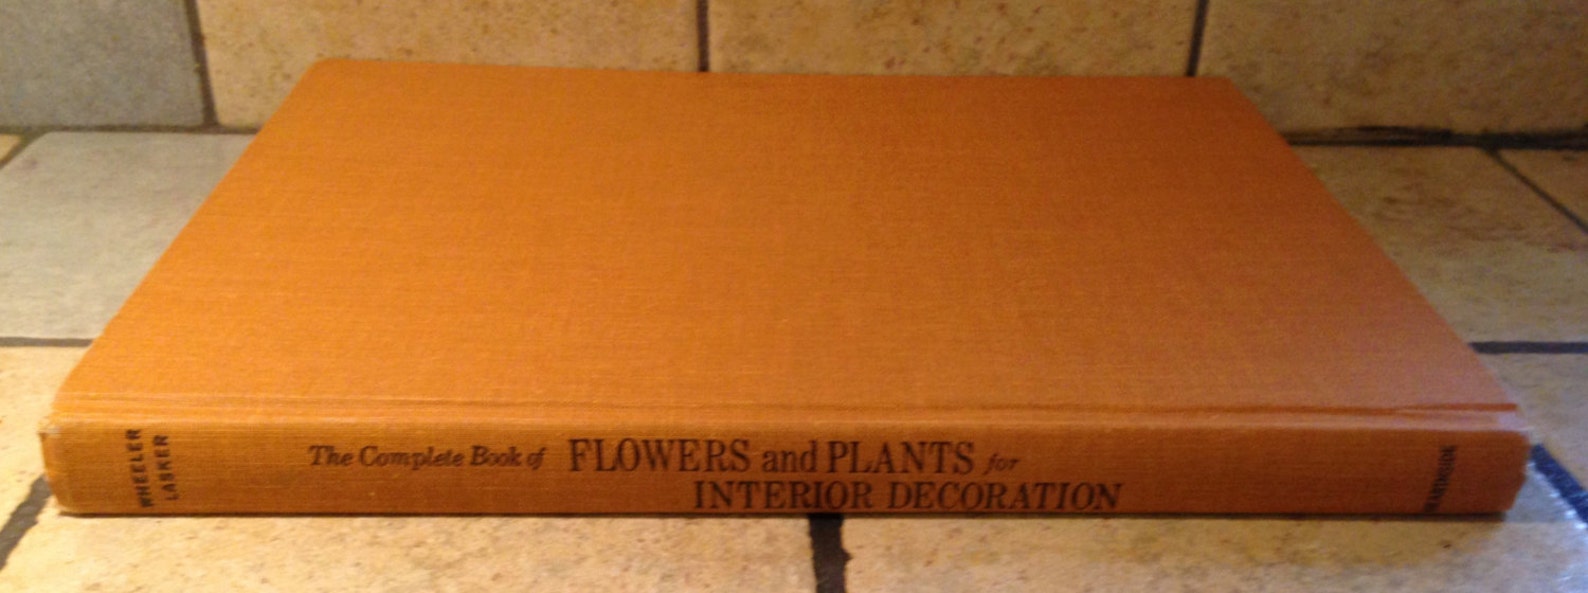 WHEELER
LASKER
The Complete Book of FLOWERS and PLANTS for
INTERIOR DECORATION